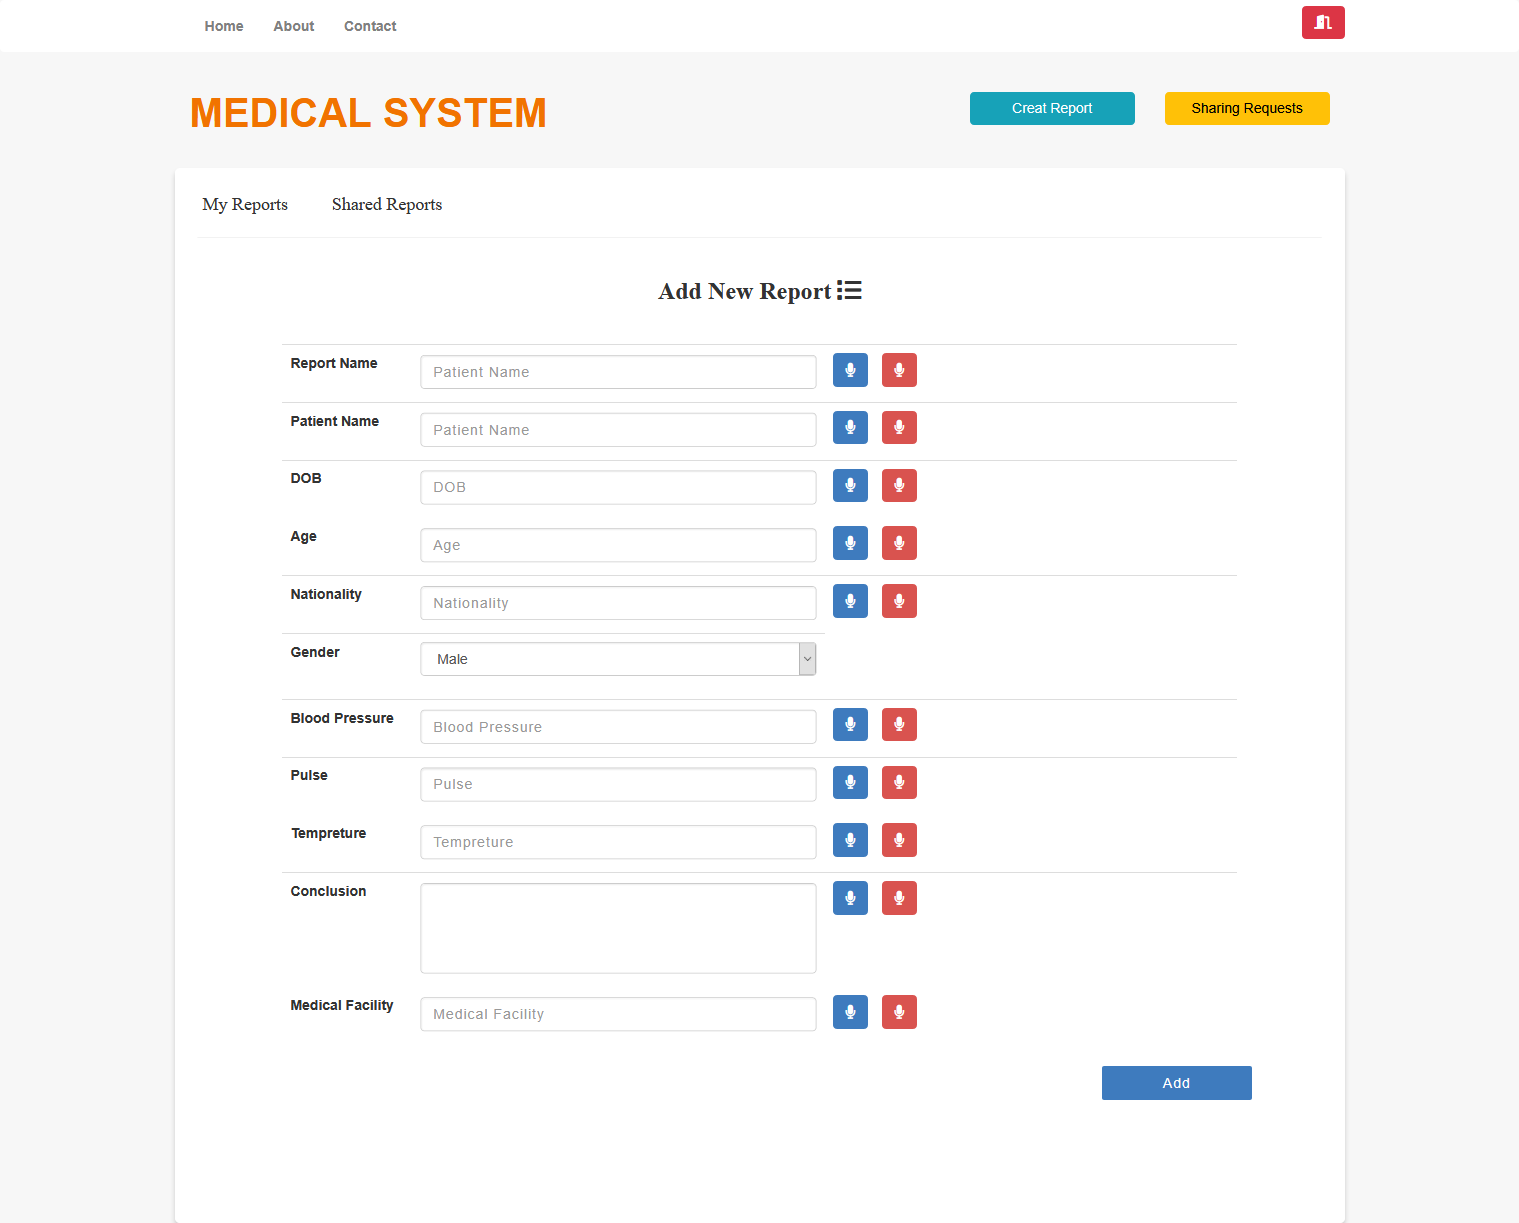 Home About Contact
MEDICAL SYSTEM
Creat Report
Sharing Requests
My Reports Shared Reports
Add New Report
Report Name Patient Name
Patient Name Patient Name
DOB DOB
Age Age
Nationality Nationality
Gender Male
Blood Pressure Blood Pressure
Pulse Pulse
Tempreture Tempreture
Conclusion
Medical Facility Medical Facility
Add